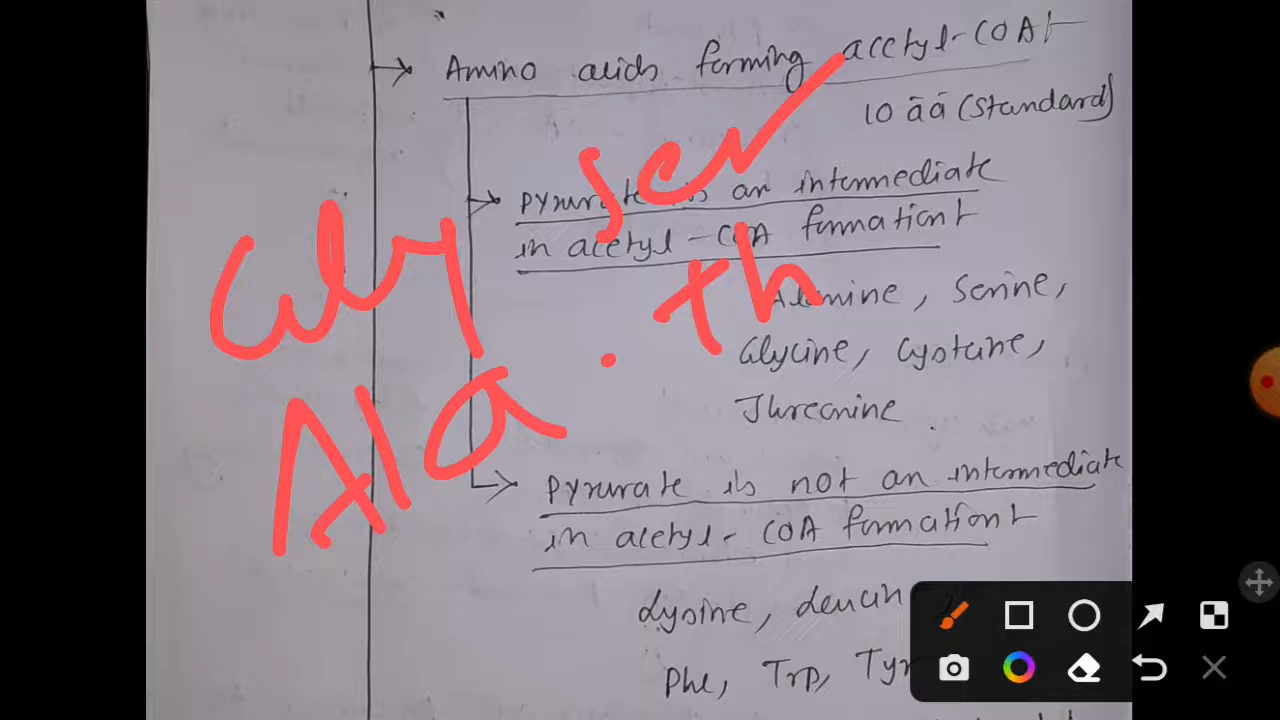 Amino acids forming acetyl-COA
10 āā (Standard)
Pyruvate is an intermediate
in acetyl-COA formation
Alanine, Serine,
Glycine, Cysteine,
Threonine
Pyruvate is not an intermediate
in acetyl-COA formation
Lysine,
Phe, Trp, Tyr
Gly
Ser
Ala
. th